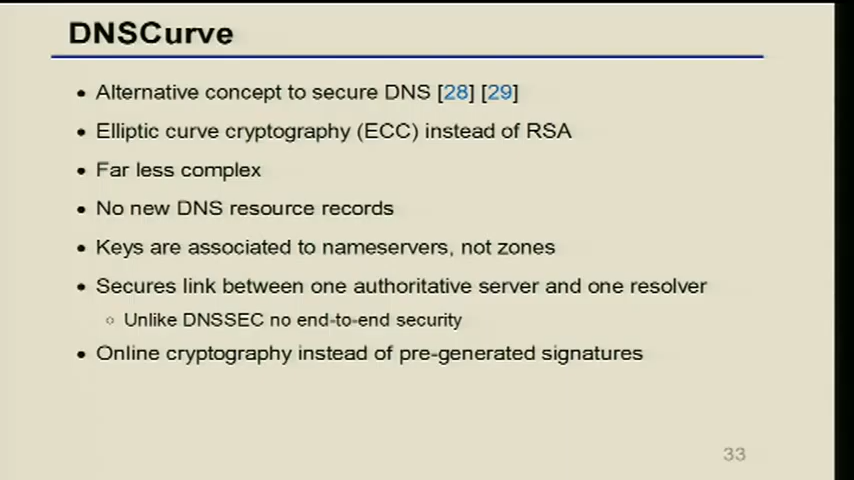 DNSCurve
• Alternative concept to secure DNS [28] [29]
• Elliptic curve cryptography (ECC) instead of RSA
• Far less complex
• No new DNS resource records
• Keys are associated to nameservers, not zones
• Secures link between one authoritative server and one resolver
○ Unlike DNSSEC no end-to-end security
• Online cryptography instead of pre-generated signatures
33